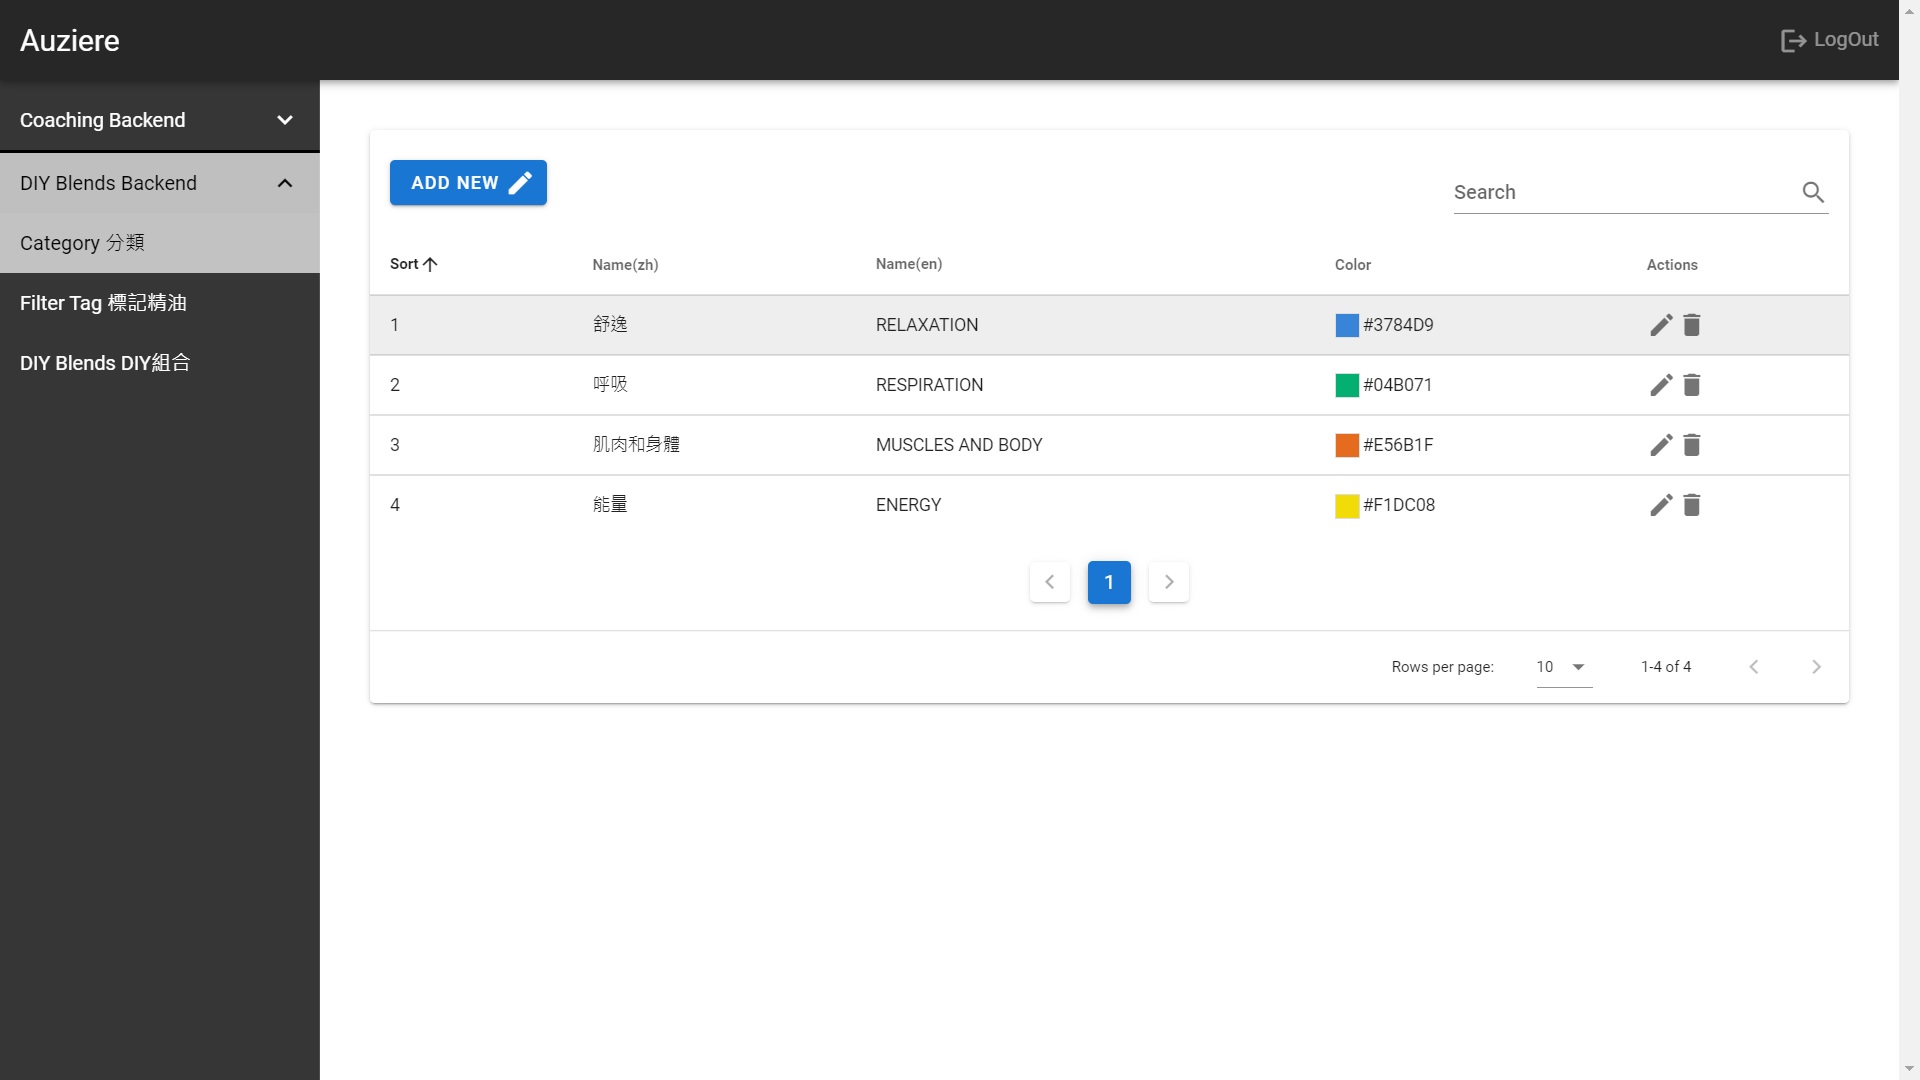 Auziere
LogOut
Coaching Backend
DIY Blends Backend
Category 分類
Filter Tag 標記精油
DIY Blends DIY組合
ADD NEW
Search
Sort Name(zh) Name(en) Color Actions
1 舒逸 RELAXATION #3784D9
2 呼吸 RESPIRATION #04B071
3 肌肉和身體 MUSCLES AND BODY #E56B1F
4 能量 ENERGY #F1DC08
1
Rows per page: 10 1-4 of 4